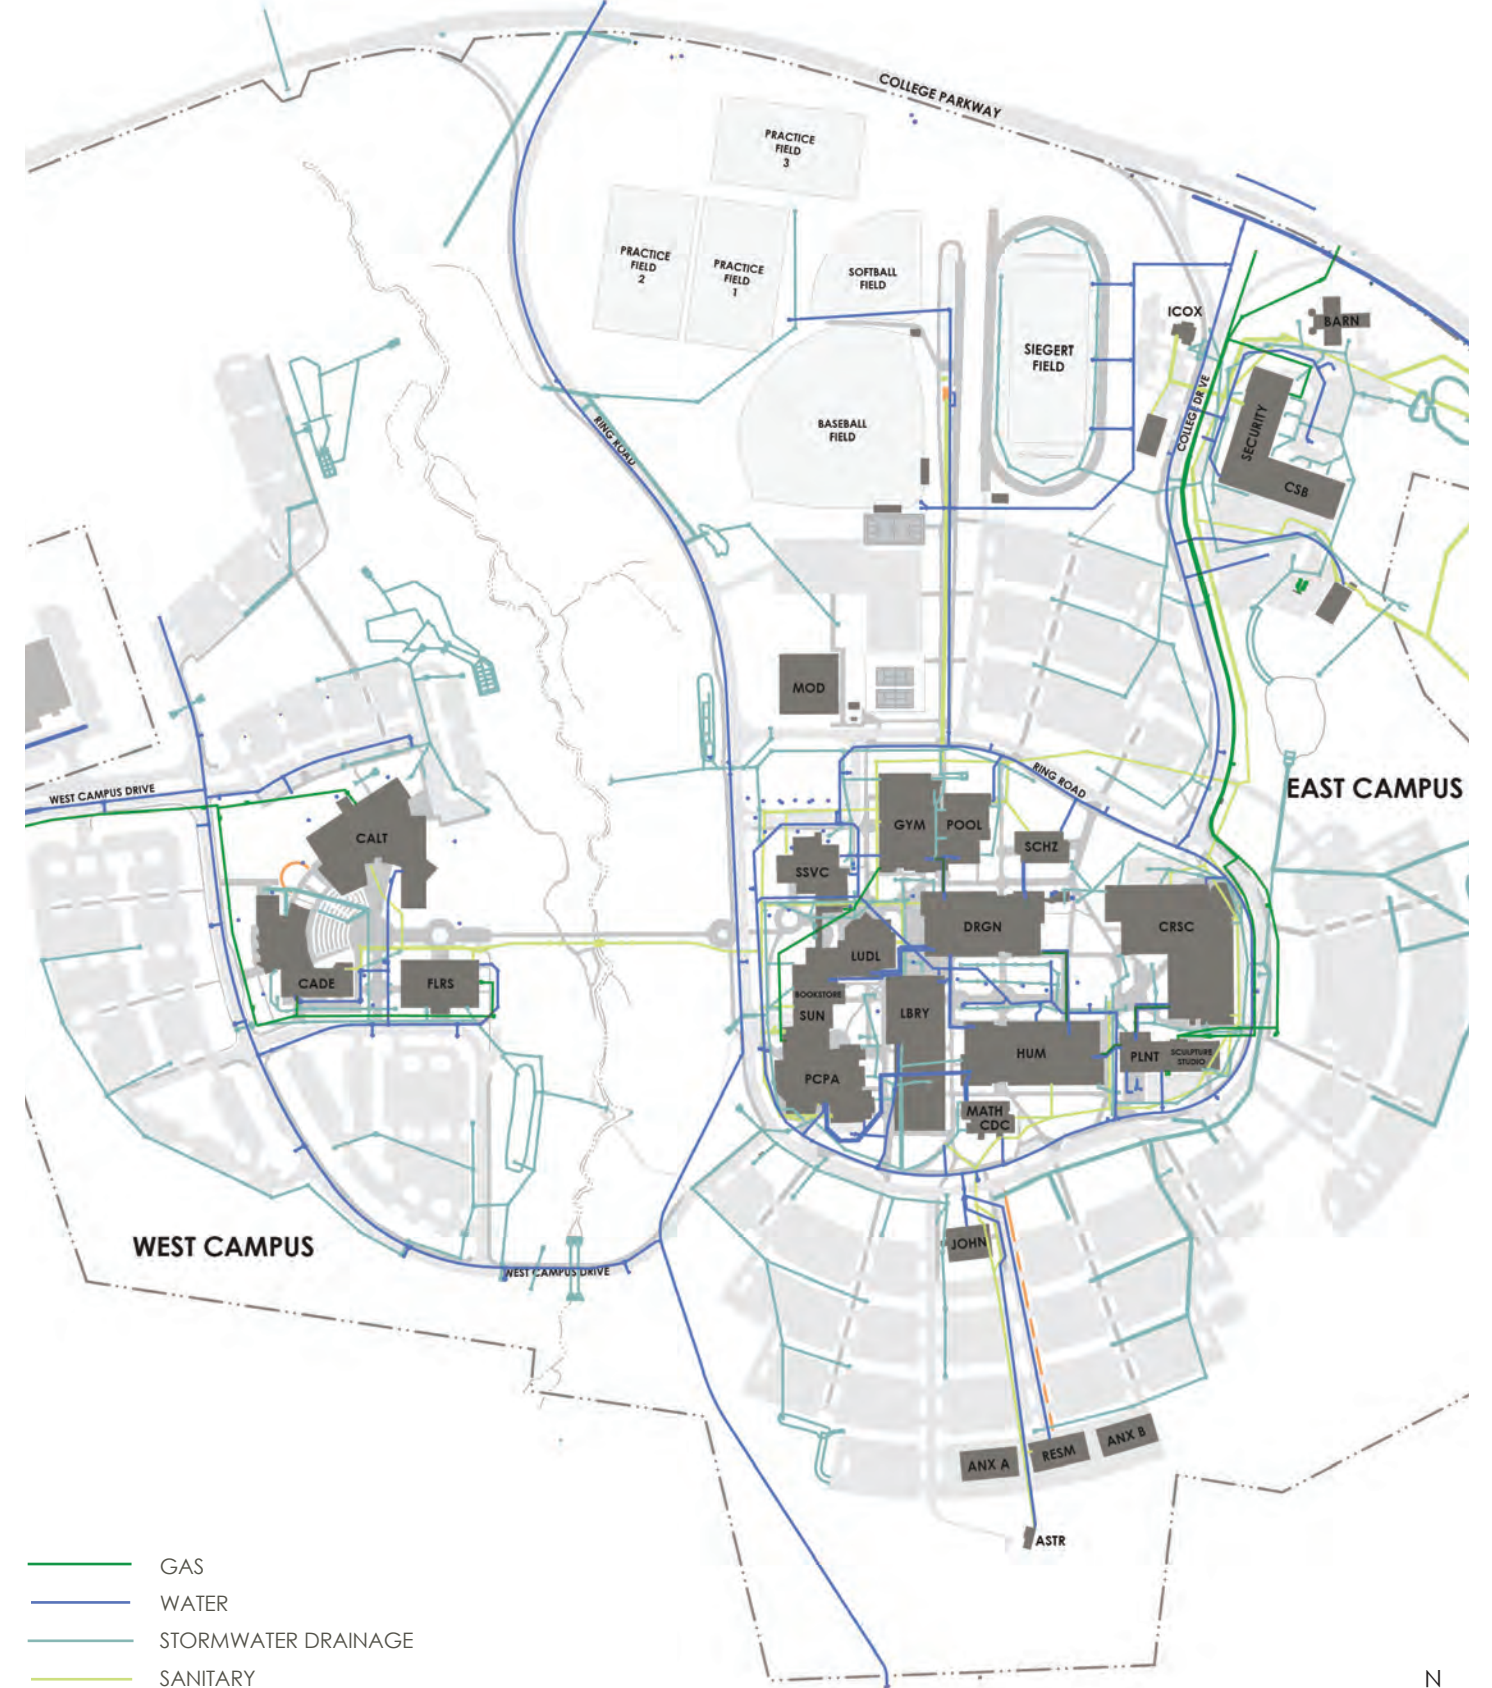 COLLEGE PARKWAY
PRACTICE
FIELD
3
PRACTICE
FIELD
2
PRACTICE
FIELD
1
SOFTBALL
FIELD
ICOX
BARN
SIEGERT
FIELD
COLLEGE DRIVE
RING ROAD
BASEBALL
FIELD
SECURITY
CSB
MOD
WEST CAMPUS DRIVE
RING ROAD
EAST CAMPUS
CALT
GYM
POOL
SCHZ
SSVC
DRGN
CRSC
LUDL
CADE
FLRS
BOOKSTORE
SUN
LBRY
HUM
PLNT
SCULPTURE
STUDIO
PCPA
MATH
CDC
WEST CAMPUS
JOHN
WEST CAMPUS DRIVE
ANX A
RESM
ANX B
ASTR
GAS
WATER
STORMWATER DRAINAGE
SANITARY
N